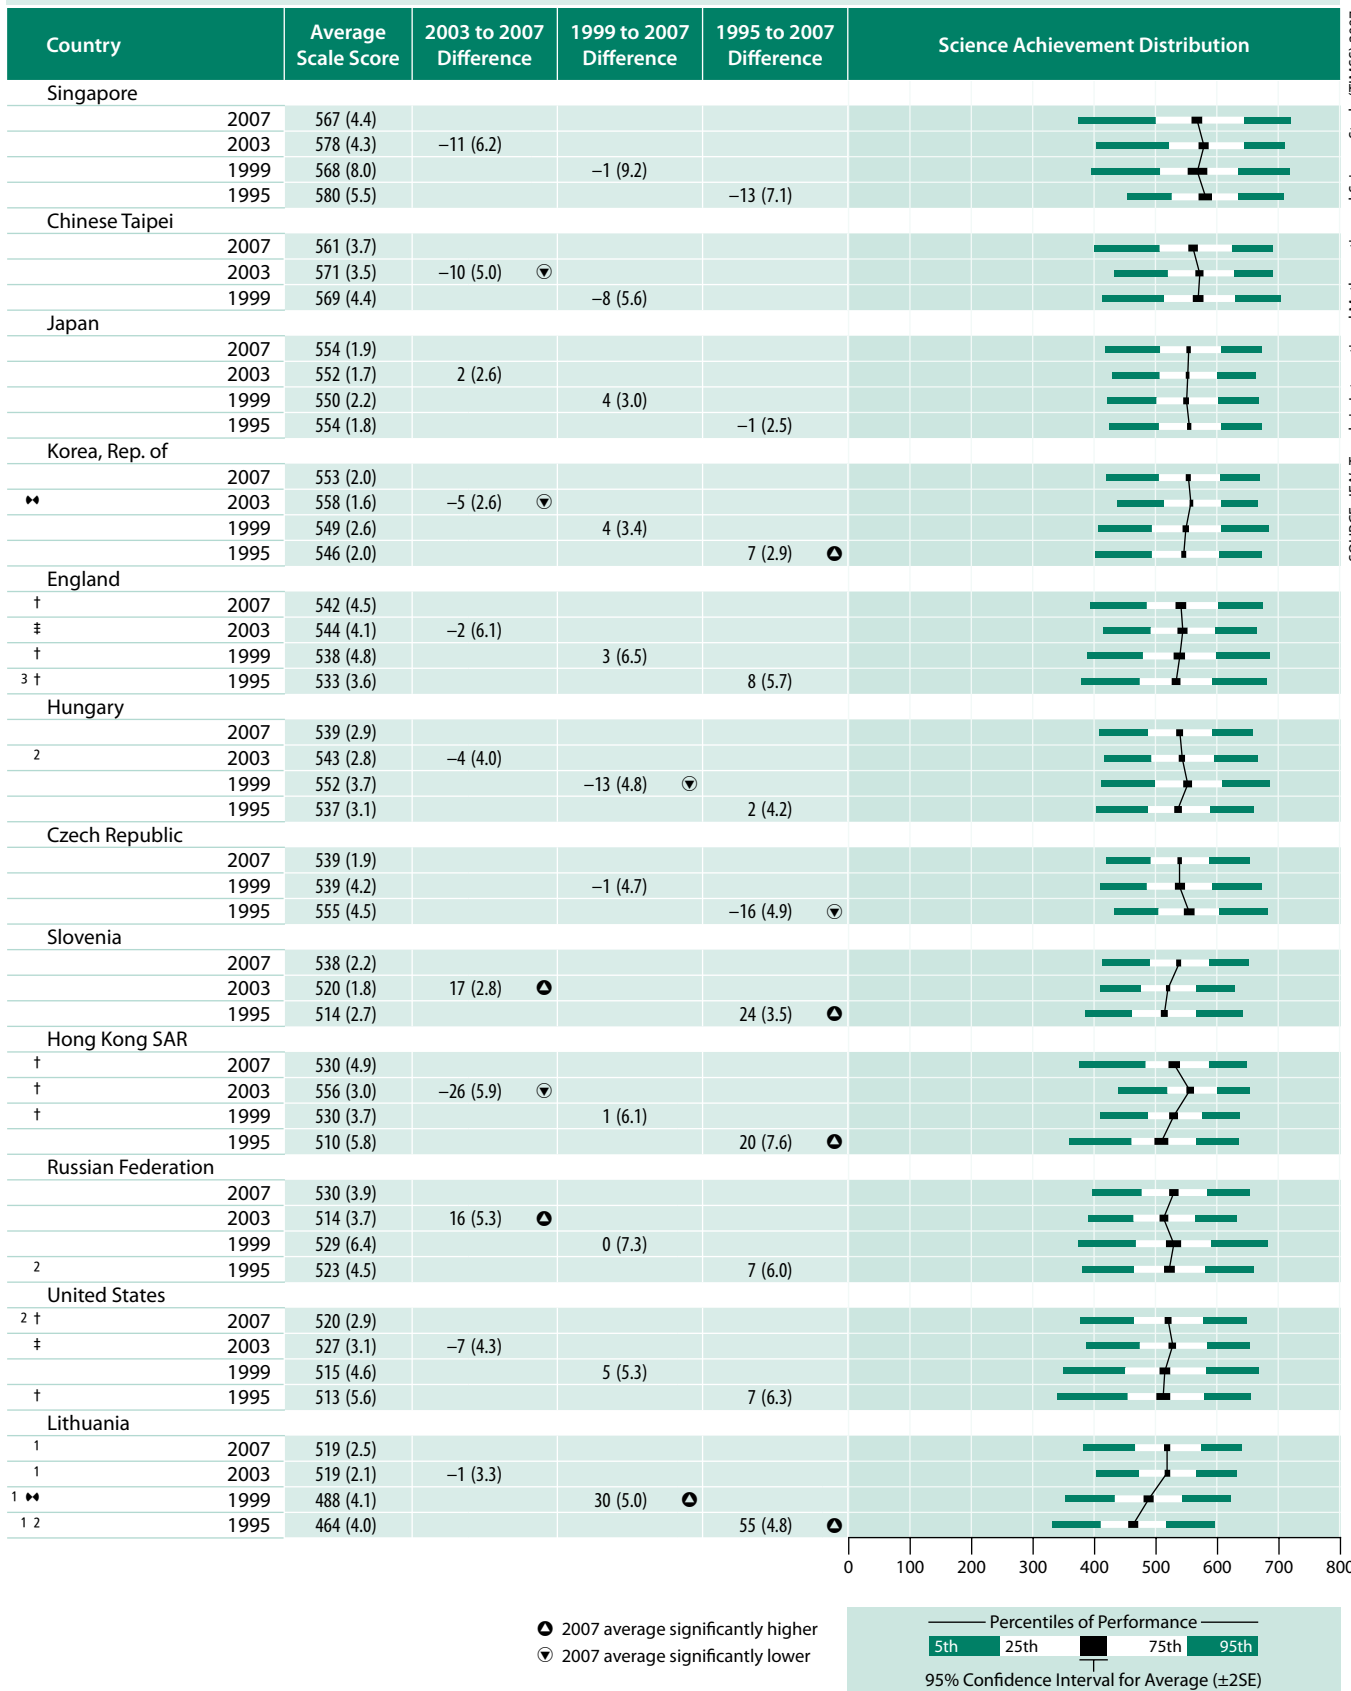 Country Average Scale Score 2003 to 2007 Difference 1999 to 2007 Difference 1995 to 2007 Difference Science Achievement Distribution
Singapore
2007 567 (4.4)
2003 578 (4.3) –11 (6.2)
1999 568 (8.0) –1 (9.2)
1995 580 (5.5) –13 (7.1)
Chinese Taipei
2007 561 (3.7)
2003 571 (3.5) –10 (5.0) ▼
1999 569 (4.4) –8 (5.6)
Japan
2007 554 (1.9)
2003 552 (1.7) 2 (2.6)
1999 550 (2.2) 4 (3.0)
1995 554 (1.8) –1 (2.5)
Korea, Rep. of
2007 553 (2.0)
2003 558 (1.6) –5 (2.6) ▼
1999 549 (2.6) 4 (3.4)
1995 546 (2.0) 7 (2.9) ▲
England
† 2007 542 (4.5)
‡ 2003 544 (4.1) –2 (6.1)
† 1999 538 (4.8) 3 (6.5)
3 † 1995 533 (3.6) 8 (5.7)
Hungary
2007 539 (2.9)
2 2003 543 (2.8) –4 (4.0)
1999 552 (3.7) –13 (4.8) ▼
1995 537 (3.1) 2 (4.2)
Czech Republic
2007 539 (1.9)
1999 539 (4.2) –1 (4.7)
1995 555 (4.5) –16 (4.9) ▼
Slovenia
2007 538 (2.2)
2003 520 (1.8) 17 (2.8) ▲
1995 514 (2.7) 24 (3.5) ▲
Hong Kong SAR
† 2007 530 (4.9)
† 2003 556 (3.0) –26 (5.9) ▼
† 1999 530 (3.7) 1 (6.1)
1995 510 (5.8) 20 (7.6) ▲
Russian Federation
2007 530 (3.9)
2003 514 (3.7) 16 (5.3) ▲
1999 529 (6.4) 0 (7.3)
2 1995 523 (4.5) 7 (6.0)
United States
2 † 2007 520 (2.9)
‡ 2003 527 (3.1) –7 (4.3)
1999 515 (4.6) 5 (5.3)
† 1995 513 (5.6) 7 (6.3)
Lithuania
1 2007 519 (2.5)
1 2003 519 (2.1) –1 (3.3)
1 1999 488 (4.1) 30 (5.0) ▲
1 2 1995 464 (4.0) 55 (4.8) ▲
0 100 200 300 400 500 600 700 800
▲ 2007 average significantly higher
▼ 2007 average significantly lower
Percentiles of Performance
5th 25th 75th 95th
95% Confidence Interval for Average (±2SE)